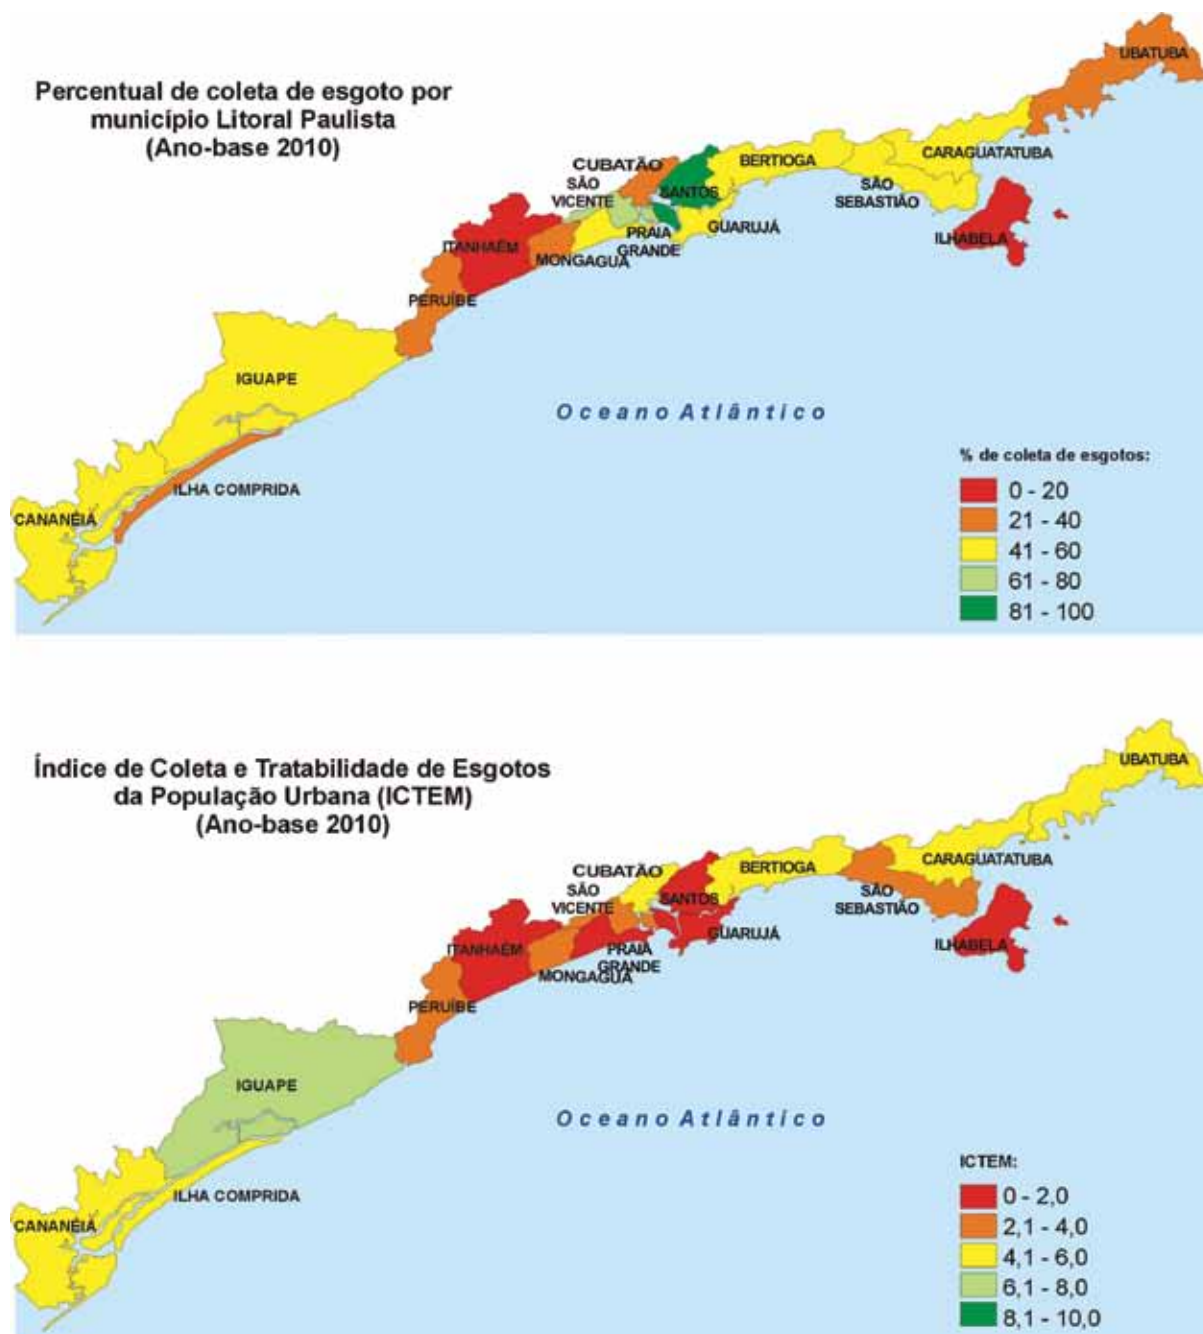 Percentual de coleta de esgoto por
município Litoral Paulista
(Ano-base 2010)
UBATUBA
CARAGUATATUBA
BERTIOGA
CUBATÃO
SÃO
VICENTE
SANTOS
SÃO
SEBASTIÃO
GUARUJÁ
PRAIA
GRANDE
ILHABELA
ITANHAÉM
MONGAGUÁ
PERUÍBE
IGUAPE
Oceano Atlântico
ILHA COMPRIDA
CANANÉIA
% de coleta de esgotos:
0 - 20
21 - 40
41 - 60
61 - 80
81 - 100
Índice de Coleta e Tratabilidade de Esgotos
da População Urbana (ICTEM)
(Ano-base 2010)
UBATUBA
CARAGUATATUBA
BERTIOGA
CUBATÃO
SÃO
VICENTE
SANTOS
SÃO
SEBASTIÃO
GUARUJÁ
PRAIA
GRANDE
ILHABELA
ITANHAÉM
MONGAGUÁ
PERUÍBE
IGUAPE
Oceano Atlântico
ILHA COMPRIDA
CANANÉIA
ICTEM:
0 - 2,0
2,1 - 4,0
4,1 - 6,0
6,1 - 8,0
8,1 - 10,0